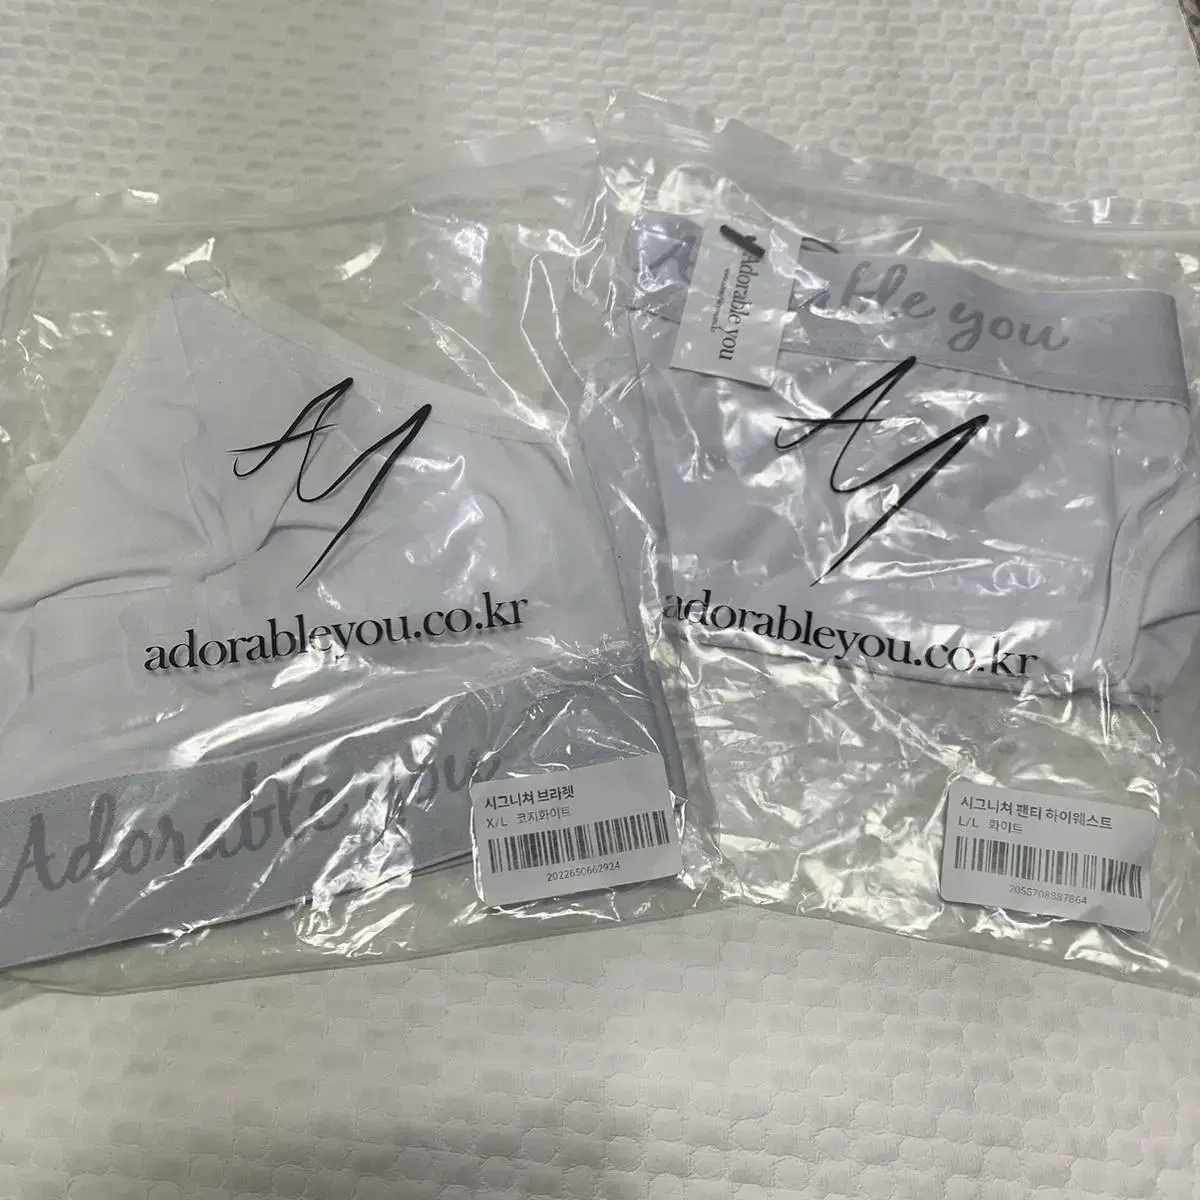 AY
adorableyou.co.kr
Adorable you
시그니쳐 브라렛
X/L 코지화이트
2022650662924
Adorable you
Adorable you
AY
adorableyou.co.kr
시그니쳐 팬티 하이웨스트
L/L 화이트
2055708887864